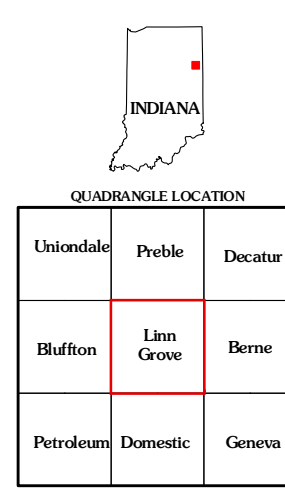 INDIANA
QUADRANGLE LOCATION
Uniondale Preble Decatur
Bluffton Linn Grove Berne
Petroleum Domestic Geneva